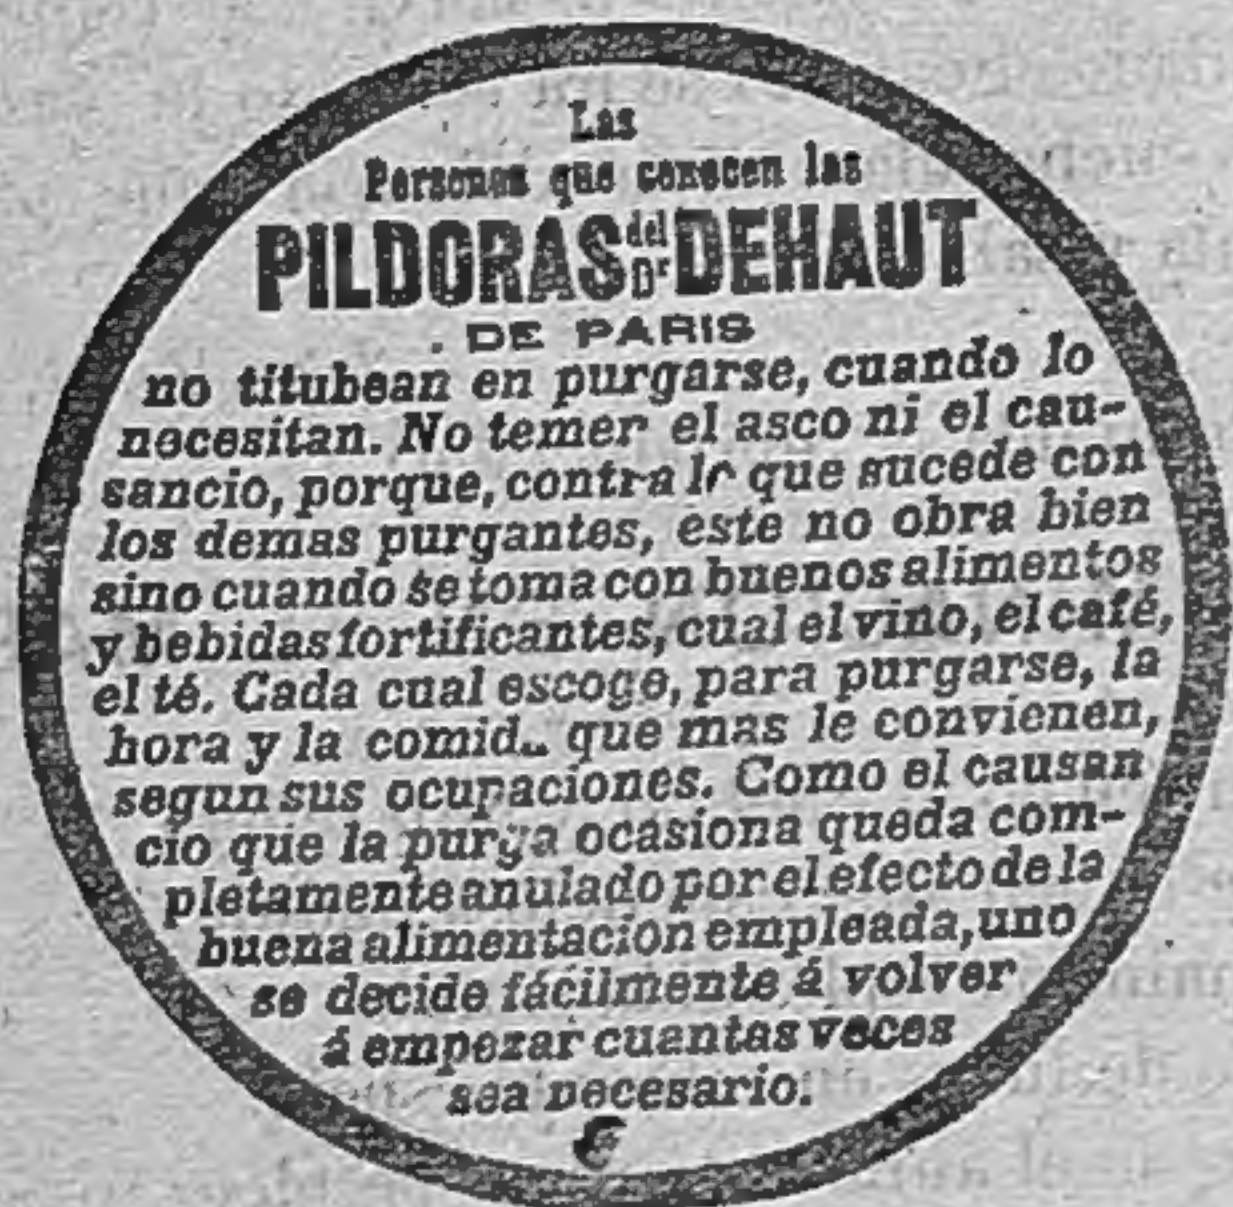 Las
Personas que conocen las
PILDORAS del Dr DEHAUT
DE PARIS
no titubean en purgarse, cuando lo
necesitan. No temen el asco ni el cau-
sancio, porque, contra lo que sucede con
los demas purgantes, este no obra bien
sino cuando se toma con buenos alimentos
y bebidas fortificantes, cual el vino, el café,
el té. Cada cual escoge, para purgarse, la
hora y la comida que mas le convienen,
segun sus ocupaciones. Como el causan
cio que la purga ocasiona queda com-
pletamente anulado por el efecto de la
buena alimentacion empleada, uno
se decide fácilmente á volver
á empezar cuantas veces
sea necesario.